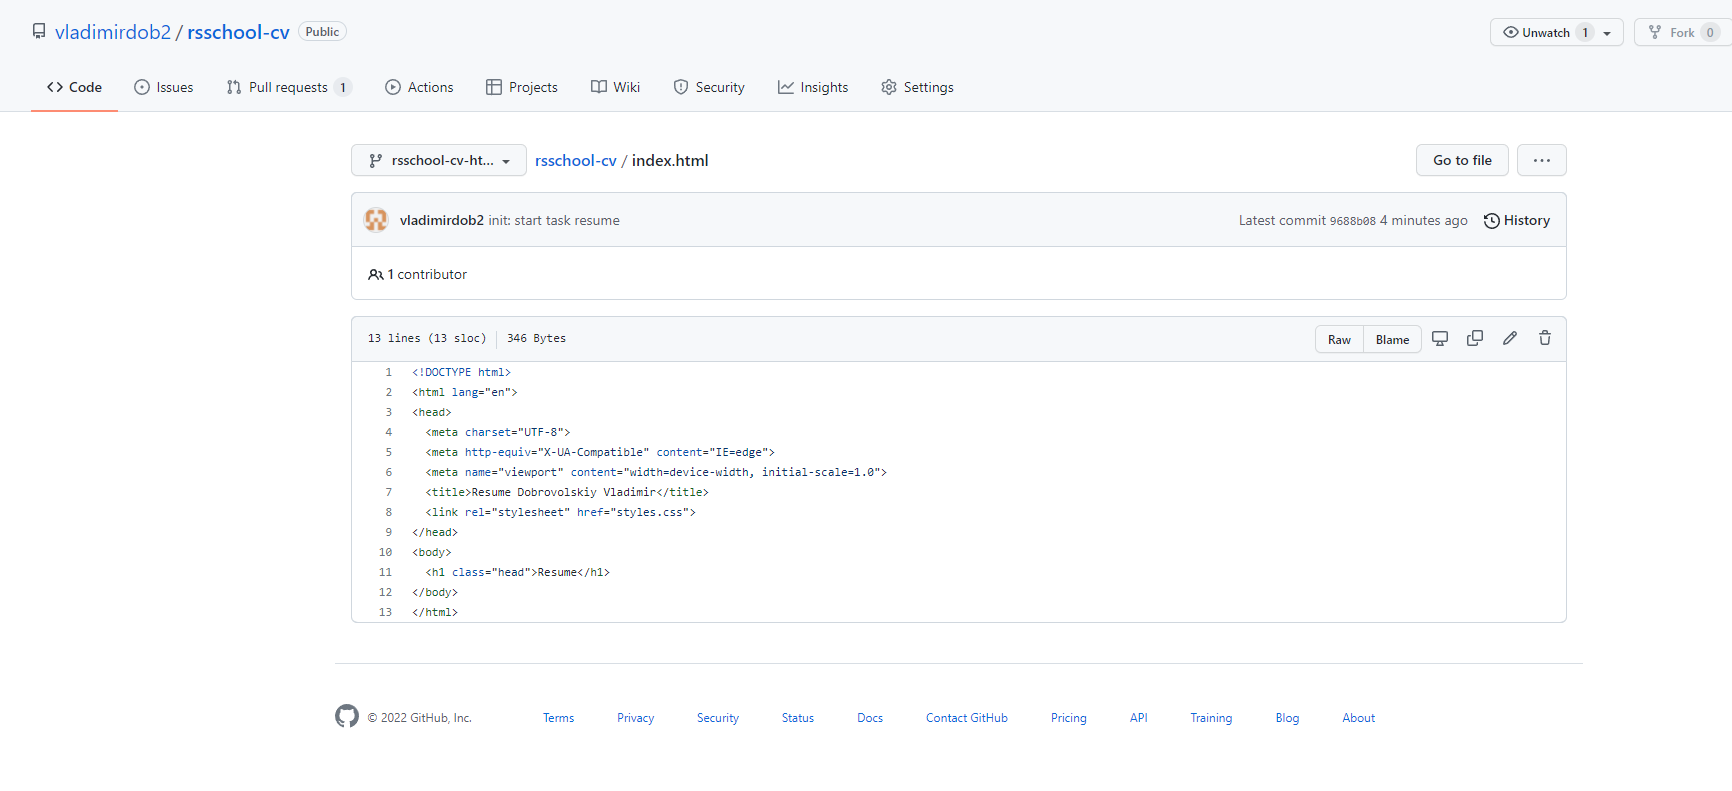 vladimirdob2 / rsschool-cv Public
Unwatch 1 Fork 0
Code Issues Pull requests 1 Actions Projects Wiki Security Insights Settings
rsschool-cv-ht... rsschool-cv / index.html Go to file ...
vladimirdob2 init: start task resume Latest commit 9688b08 4 minutes ago History
1 contributor
13 lines (13 sloc) 346 Bytes Raw Blame
1 <!DOCTYPE html>
2 <html lang="en">
3 <head>
4 <meta charset="UTF-8">
5 <meta http-equiv="X-UA-Compatible" content="IE=edge">
6 <meta name="viewport" content="width=device-width, initial-scale=1.0">
7 <title>Resume Dobrovolskiy Vladimir</title>
8 <link rel="stylesheet" href="styles.css">
9 </head>
10 <body>
11 <h1 class="head">Resume</h1>
12 </body>
13 </html>
© 2022 GitHub, Inc. Terms Privacy Security Status Docs Contact GitHub Pricing API Training Blog About